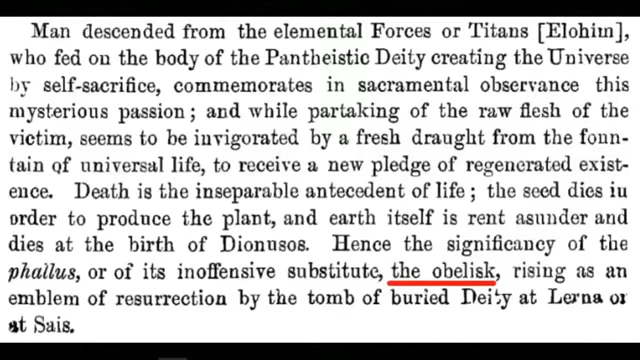 Man descended from the elemental Forces or Titans [Elohim],
who fed on the body of the Pantheistic Deity creating the Universe
by self-sacrifice, commemorates in sacramental observance this
mysterious passion; and while partaking of the raw flesh of the
victim, seems to be invigorated by a fresh draught from the foun-
tain of universal life, to receive a new pledge of regenerated exist-
ence. Death is the inseparable antecedent of life; the seed dies in
order to produce the plant, and earth itself is rent asunder and
dies at the birth of Dionusos. Hence the significancy of the
phallus, or of its inoffensive substitute, the obelisk, rising as an
emblem of resurrection by the tomb of buried Deity at Lerna or
at Sais.